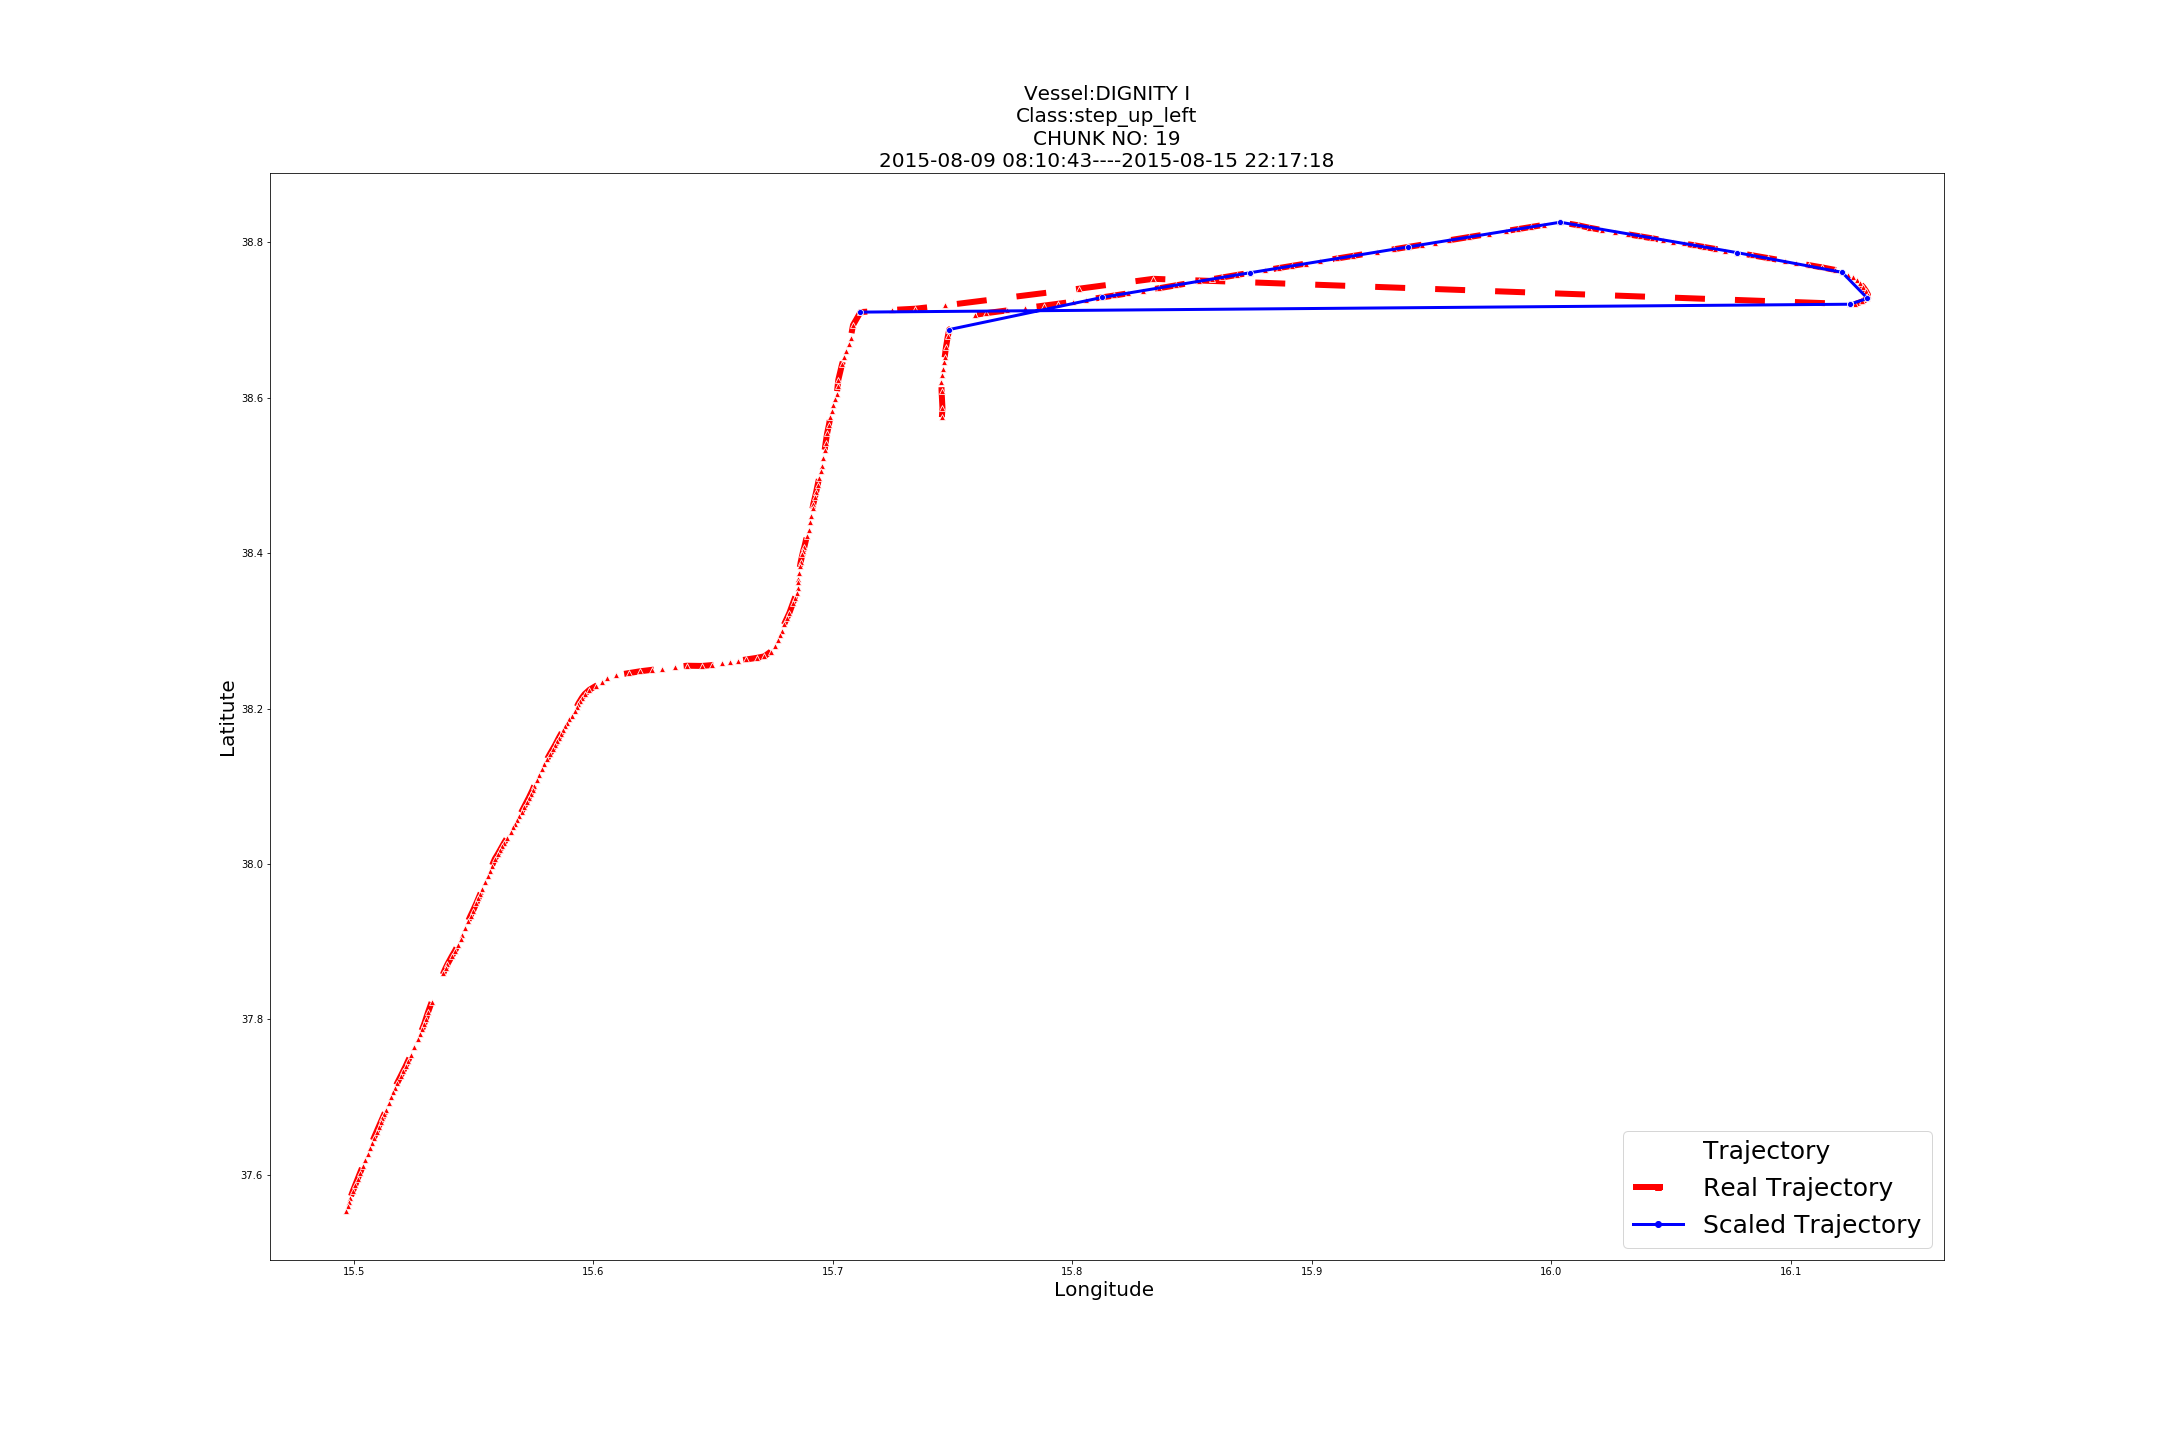 Vessel:DIGNITY I
Class:step_up_left
CHUNK NO: 19
2015-08-09 08:10:43----2015-08-15 22:17:18
38.8
38.6
38.4
38.2
38.0
37.8
37.6
Latitute
15.5 15.6 15.7 15.8 15.9 16.0 16.1
Longitude
Trajectory
Real Trajectory
Scaled Trajectory